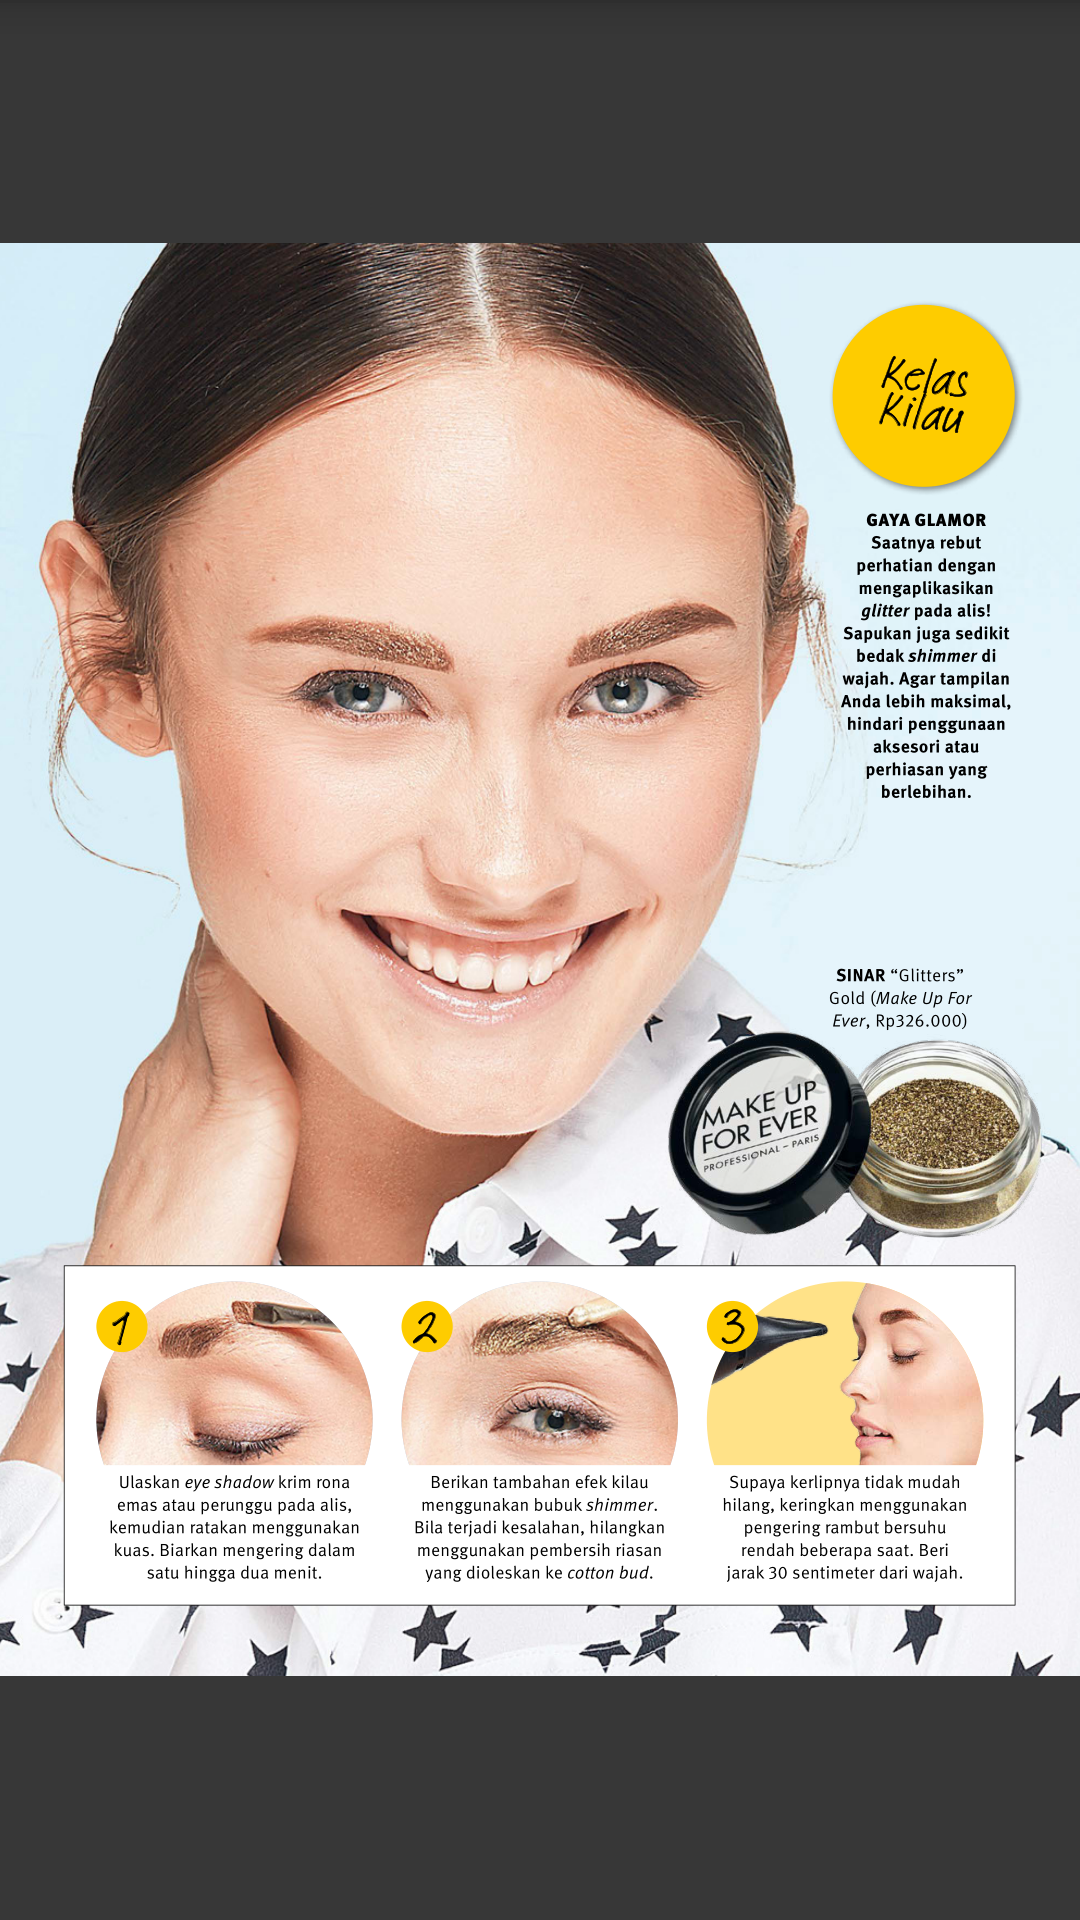 Kelas
Kilau
GAYA GLAMOR
Saatnya rebut
perhatian dengan
mengaplikasikan
glitter pada alis!
Sapukan juga sedikit
bedak shimmer di
wajah. Agar tampilan
Anda lebih maksimal,
hindari penggunaan
aksesori atau
perhiasan yang
berlebihan.
SINAR “Glitters”
Gold (Make Up For
Ever, Rp326.000)
MAKE UP
FOR EVER
PROFESSIONAL – PARIS
1
Ulaskan eye shadow krim rona
emas atau perunggu pada alis,
kemudian ratakan menggunakan
kuas. Biarkan mengering dalam
satu hingga dua menit.
2
Berikan tambahan efek kilau
menggunakan bubuk shimmer.
Bila terjadi kesalahan, hilangkan
menggunakan pembersih riasan
yang dioleskan ke cotton bud.
3
Supaya kerlipnya tidak mudah
hilang, keringkan menggunakan
pengering rambut bersuhu
rendah beberapa saat. Beri
jarak 30 sentimeter dari wajah.